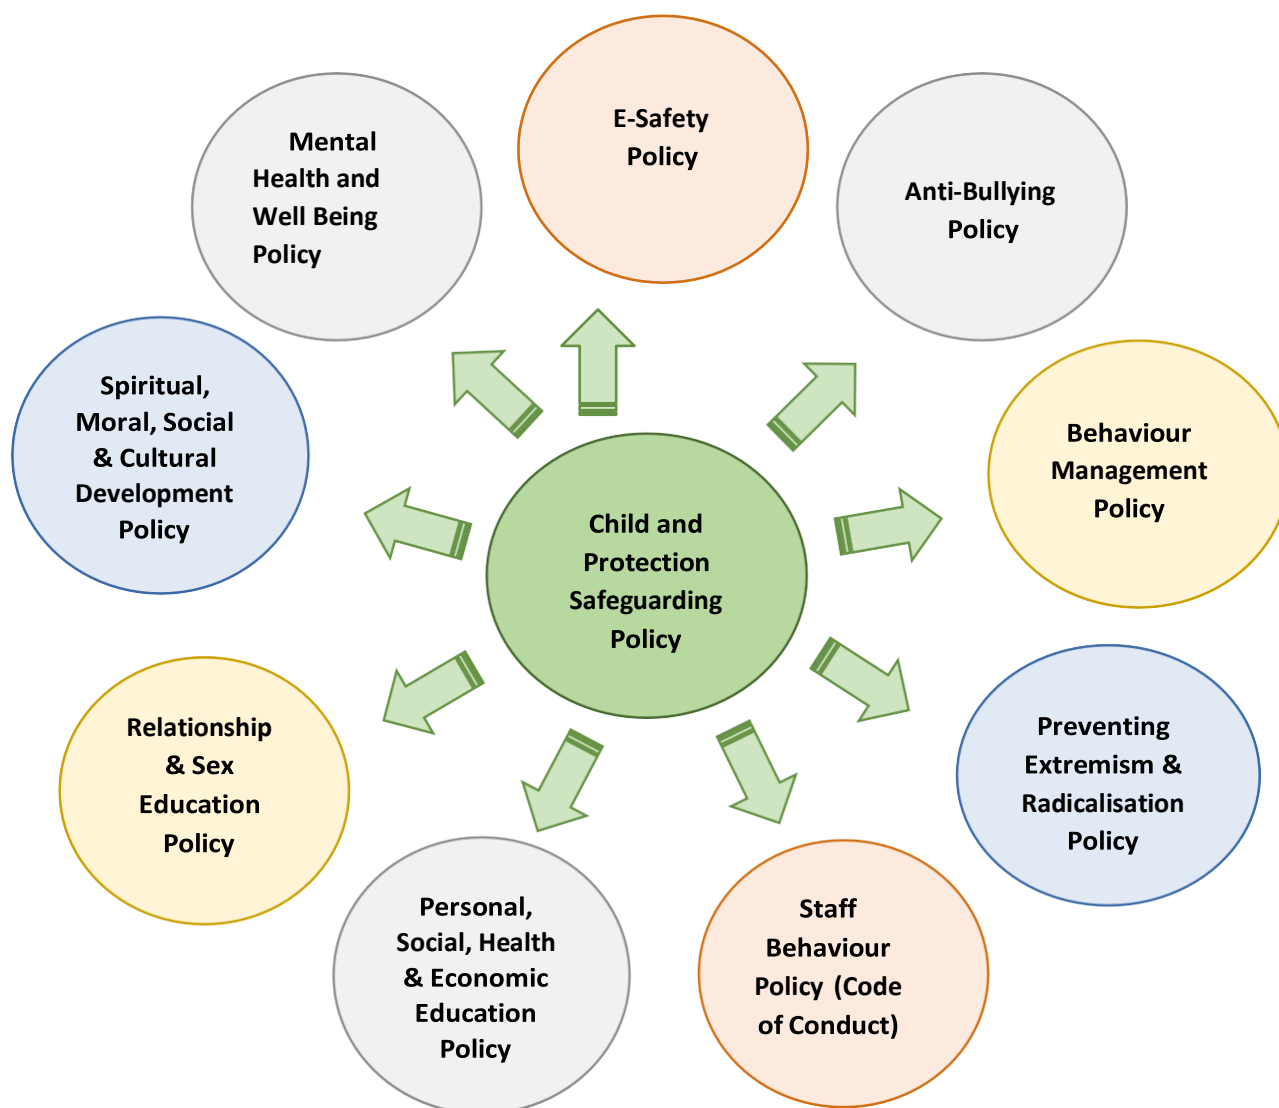 E-Safety
Policy
Mental
Health and
Well Being
Policy
Anti-Bullying
Policy
Spiritual,
Moral, Social
& Cultural
Development
Policy
Behaviour
Management
Policy
Child and
Protection
Safeguarding
Policy
Relationship
& Sex
Education
Policy
Preventing
Extremism &
Radicalisation
Policy
Personal,
Social, Health
& Economic
Education
Policy
Staff
Behaviour
Policy (Code
of Conduct)